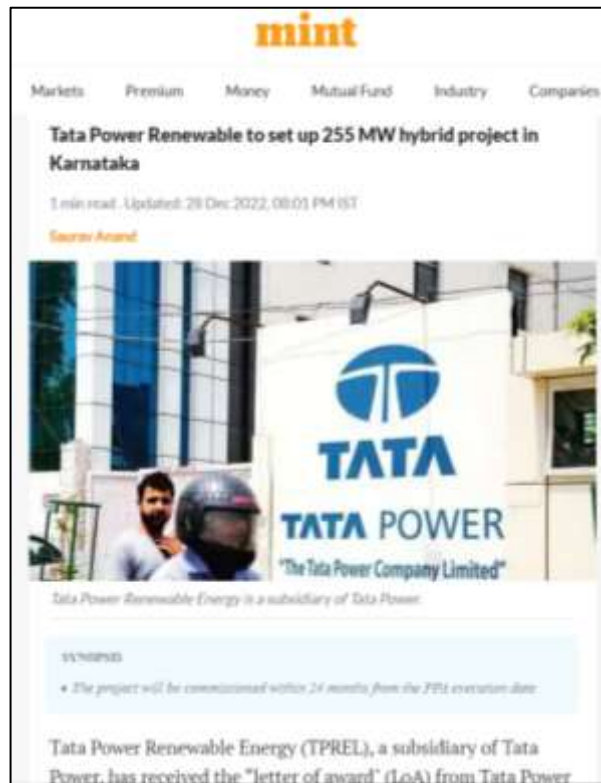 mint
Markets Premium Money Mutual Fund Industry Companies
Tata Power Renewable to set up 255 MW hybrid project in
Karnataka
1 min read . Updated: 28 Dec 2022, 08:01 PM IST
Saurav Anand
TATA
TATA POWER
"The Tata Power Company Limited"
Tata Power Renewable Energy is a subsidiary of Tata Power.
SYNOPSIS
• The project will be commissioned within 24 months from the PPA execution date
Tata Power Renewable Energy (TPREL), a subsidiary of Tata
Power, has received the "letter of award" (LoA) from Tata Power